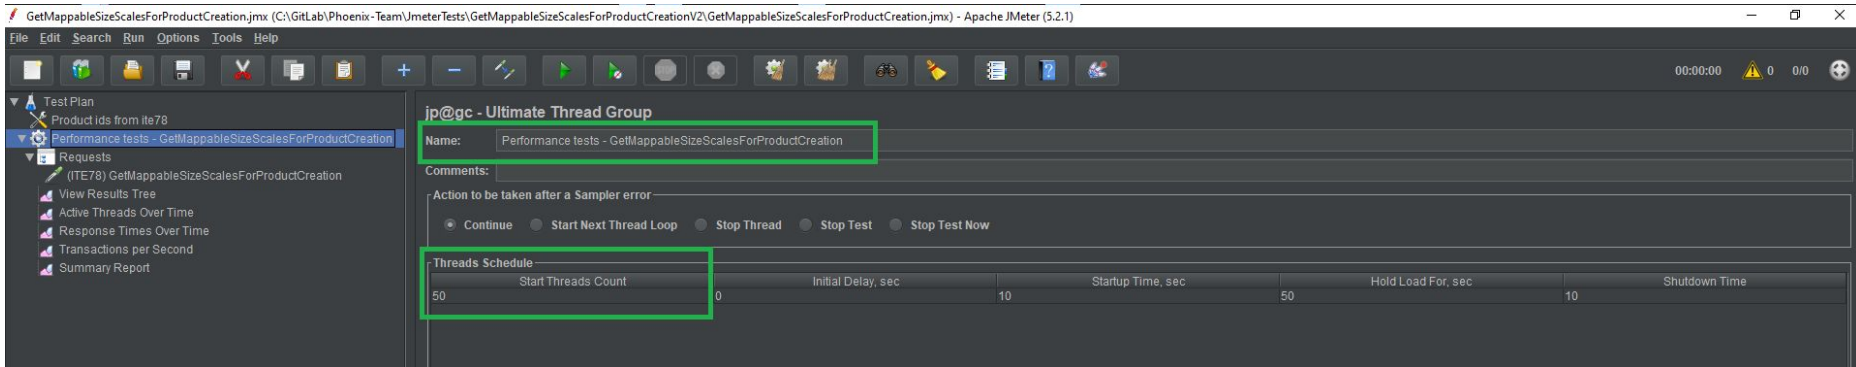 GetMappableSizeScalesForProductCreation.jmx (C:\GitLab\Phoenix-Team\JmeterTests\GetMappableSizeScalesForProductCreationV2\GetMappableSizeScalesForProductCreation.jmx) - Apache JMeter (5.2.1)
File Edit Search Run Options Tools Help
00:00:00 0 0/0
Test Plan
Product ids from ite78
Performance tests - GetMappableSizeScalesForProductCreation
Requests
(ITE78) GetMappableSizeScalesForProductCreation
View Results Tree
Active Threads Over Time
Response Times Over Time
Transactions per Second
Summary Report
jp@gc - Ultimate Thread Group
Name: Performance tests - GetMappableSizeScalesForProductCreation
Comments:
Action to be taken after a Sampler error
Continue Start Next Thread Loop Stop Thread Stop Test Stop Test Now
Threads Schedule
Start Threads Count Initial Delay, sec Startup Time, sec Hold Load For, sec Shutdown Time
50 0 10 50 10